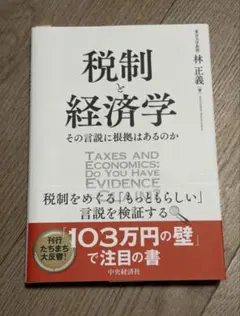 東京大学教授
林 正義 [著]
税制
と
経済学
その言説に根拠はあるのか
TAXES AND
ECONOMICS:
DO YOU HAVE
EVIDENCE
税制をめぐる「もっともらしい」
言説を検証する
刊行
たちまち
大反響!
「103万円の壁」
で注目の書
中央経済社